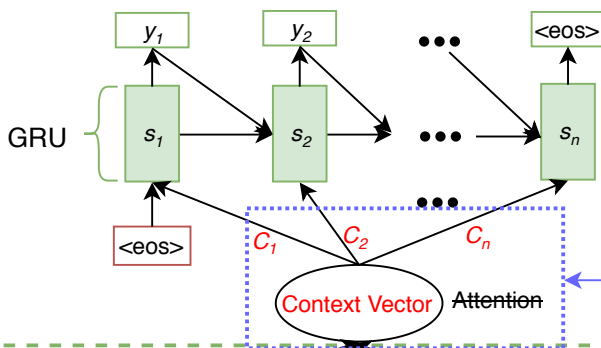 y1 y2 <eos>
GRU s1 s2 sn
<eos>
C1 C2 Cn
Context Vector Attention